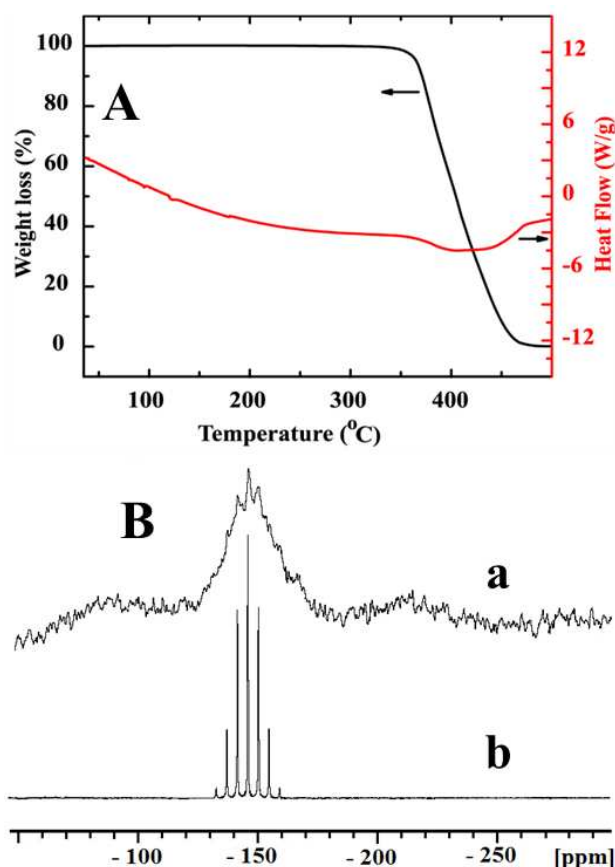 A
100
80
60
40
20
0
Weight loss (%)
12
6
0
-6
-12
Heat Flow (W/g)
100 200 300 400
Temperature (°C)
B
a
b
- 100 - 150 - 200 - 250 [ppm]